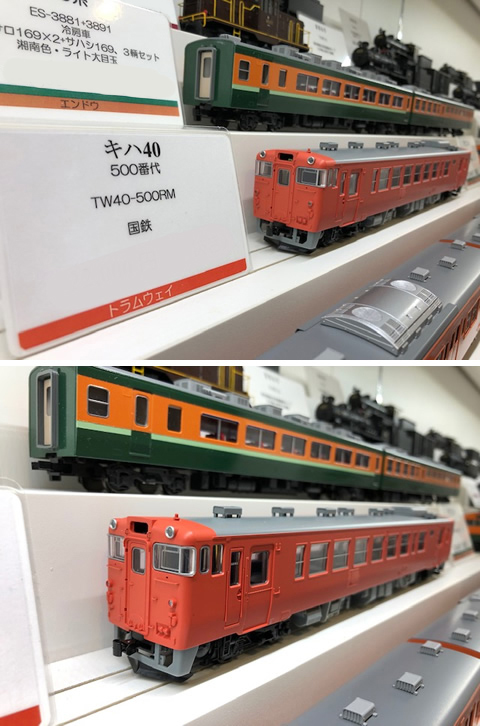 ES-3881+3891
冷房車
サロ169×2+サハシ169、3輌セット
湘南色・ライト大目玉
エンドウ
キハ40
500番代
TW40-500RM
国鉄
トラムウェイ